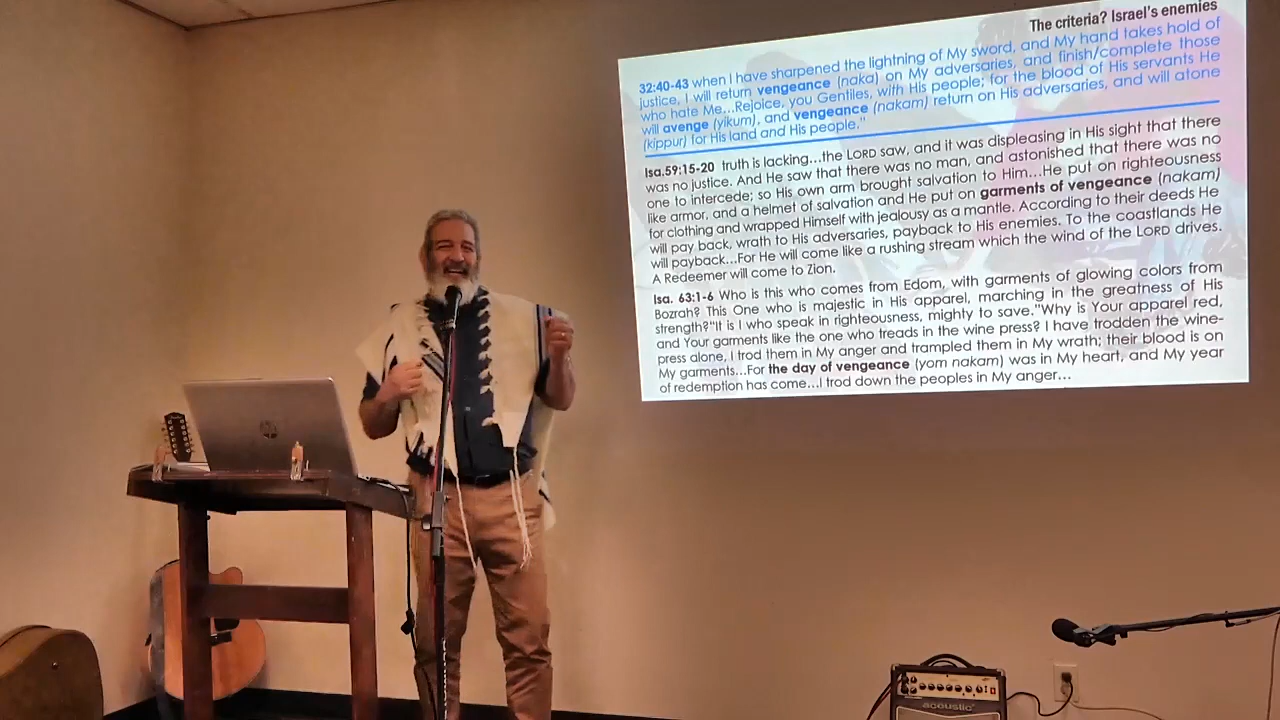 The criteria? Israel's enemies
32:40-43 when I have sharpened the lightning of My sword, and My hand takes hold of
justice, I will return vengeance (naka) on My adversaries, and finish/complete those
who hate Me...Rejoice, you Gentiles, with His people; for the blood of His servants He
will avenge (yikum), and vengeance (nakam) return on His adversaries, and will atone
(kippur) for His land and His people."
Isa.59:15-20 truth is lacking...the LORD saw, and it was displeasing in His sight that there
was no justice. And He saw that there was no man, and astonished that there was no
one to intercede; so His own arm brought salvation to Him...He put on righteousness
like armor, and a helmet of salvation and He put on garments of vengeance (nakam)
for clothing and wrapped Himself with jealousy as a mantle. According to their deeds He
will pay back, wrath to His adversaries, payback to His enemies. To the coastlands He
will payback...For He will come like a rushing stream which the wind of the LORD drives.
A Redeemer will come to Zion.
Isa. 63:1-6 Who is this who comes from Edom, with garments of glowing colors from
Bozrah? This One who is majestic in His apparel, marching in the greatness of His
strength?"It is I who speak in righteousness, mighty to save."Why is Your apparel red,
and Your garments like the one who treads in the wine press? I have trodden the wine-
press alone, I trod them in My anger and trampled them in My wrath; their blood is on
My garments...For the day of vengeance (yom nakam) was in My heart, and My year
of redemption has come...I trod down the peoples in My anger...
hp
acoustic